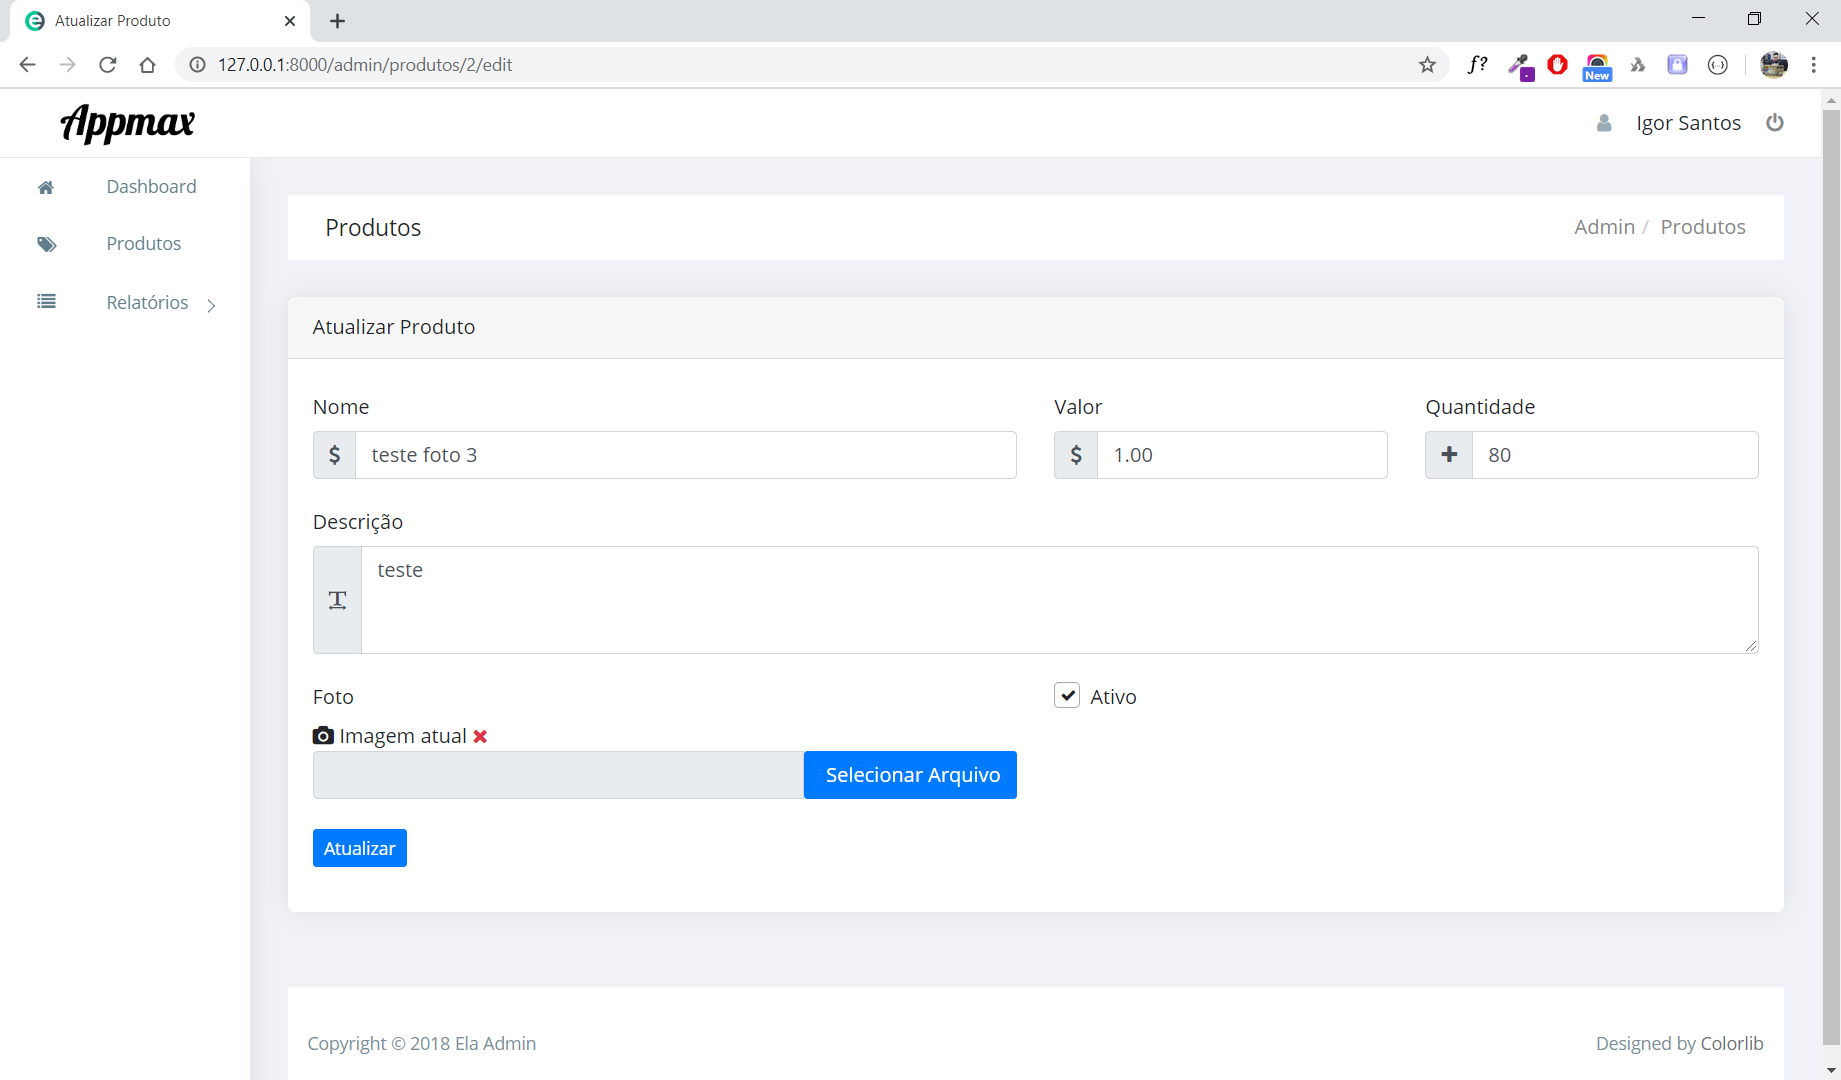 Atualizar Produto
127.0.0.1:8000/admin/produtos/2/edit
f?
New
Appmax
Igor Santos
Dashboard
Produtos
Relatórios
Produtos
Admin / Produtos
Atualizar Produto
Nome
Valor
Quantidade
$ teste foto 3
$ 1.00
80
Descrição
teste
Foto
Ativo
Imagem atual
Selecionar Arquivo
Atualizar
Copyright © 2018 Ela Admin
Designed by Colorlib